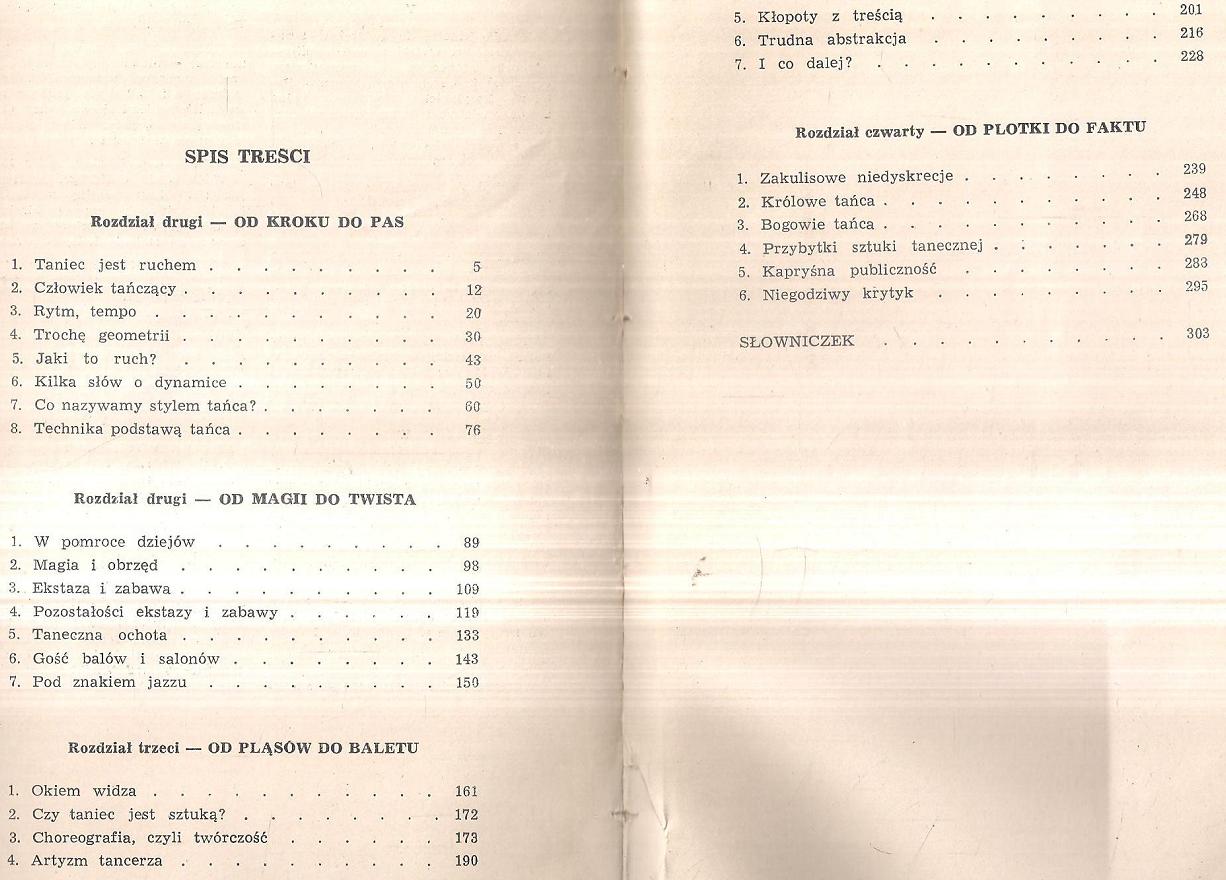 SPIS TREŚCI
Rozdział drugi — OD KROKU DO PAS
1. Taniec jest ruchem . . . . . . . . . . 5
2. Człowiek tańczący . . . . . . . . . . . 12
3. Rytm, tempo . . . . . . . . . . . . 20
4. Trochę geometrii . . . . . . . . . . . 30
5. Jaki to ruch? . . . . . . . . . . . 43
6. Kilka słów o dynamice . . . . . . . . . 50
7. Co nazywamy stylem tańca? . . . . . . . . 60
8. Technika podstawą tańca . . . . . . . . . 76
Rozdział drugi — OD MAGII DO TWISTA
1. W pomroce dziejów . . . . . . . . . . 89
2. Magia i obrzęd . . . . . . . . . . 98
3. Ekstaza i zabawa . . . . . . . . . . 109
4. Pozostałości ekstazy i zabawy . . . . . . 119
5. Taneczna ochota . . . . . . . . . . 133
6. Gość balów i salonów . . . . . . . . 143
7. Pod znakiem jazzu . . . . . . . . . 150
Rozdział trzeci — OD PLĄSÓW DO BALETU
1. Okiem widza . . . . . . . . . . . 161
2. Czy taniec jest sztuką? . . . . . . . . 172
3. Choreografia, czyli twórczość . . . . . . 173
4. Artyzm tancerza . . . . . . . . . . 190
5. Kłopoty z treścią . . . . . . . . . 201
6. Trudna abstrakcja . . . . . . . . . 216
7. I co dalej? . . . . . . . . . . . 228
Rozdział czwarty — OD PLOTKI DO FAKTU
1. Zakulisowe niedyskrecje . . . . . . . . 239
2. Królowe tańca . . . . . . . . . . . 248
3. Bogowie tańca . . . . . . . . . . . 268
4. Przybytki sztuki tanecznej . . . . . . . 279
5. Kapryśna publiczność . . . . . . . . 283
6. Niegodziwy krytyk . . . . . . . . . 295
SŁOWNICZEK . . . . . . . . . . . 303